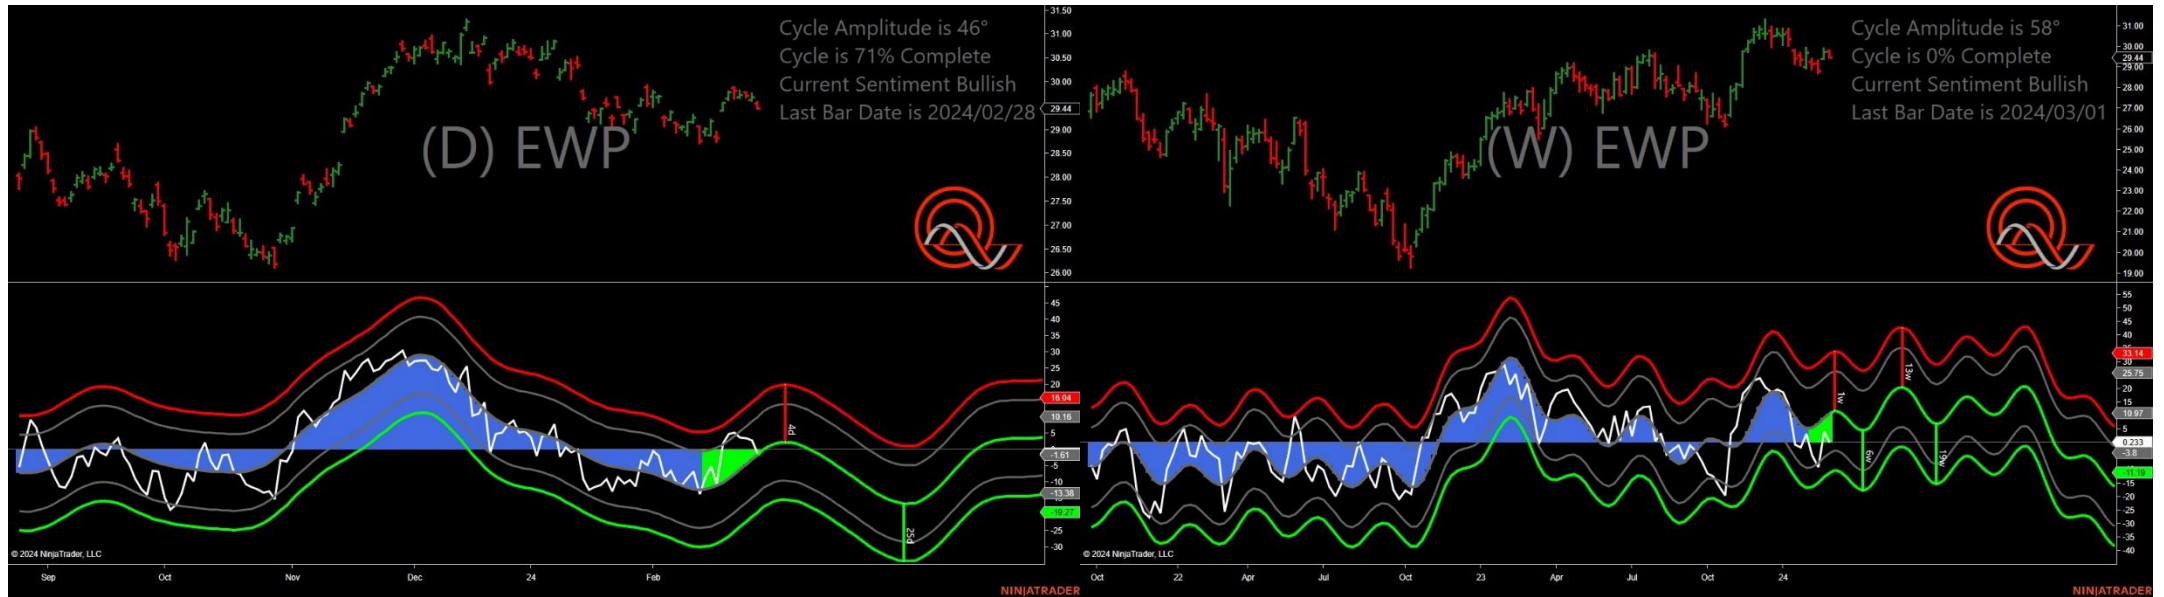 Cycle Amplitude is 46°
Cycle is 71% Complete
Current Sentiment Bullish
Last Bar Date is 2024/02/28
(D) EWP
31.50
31.00
30.50
30.00
29.44
29.00
28.50
28.00
27.50
27.00
26.50
26.00
45
40
35
30
25
20
16.04
10.16
5
-1.61
-5
-10
-13.38
-19.27
-25
-30
4d
25d
© 2024 NinjaTrader, LLC
Sep Oct Nov Dec 24 Feb
NINJATRADER
Cycle Amplitude is 58°
Cycle is 0% Complete
Current Sentiment Bullish
Last Bar Date is 2024/03/01
(W) EWP
31.00
30.00
29.44
29.00
28.00
27.00
26.00
25.00
24.00
23.00
22.00
21.00
20.00
19.00
55
50
45
40
33.14
25.75
20
15
10.97
5
0.233
-3.8
-11.19
-15
-20
-25
-30
-35
-40
1w
13w
6w
19w
© 2024 NinjaTrader, LLC
Oct 22 Apr Jul Oct 23 Apr Jul Oct 24
NINJATRADER